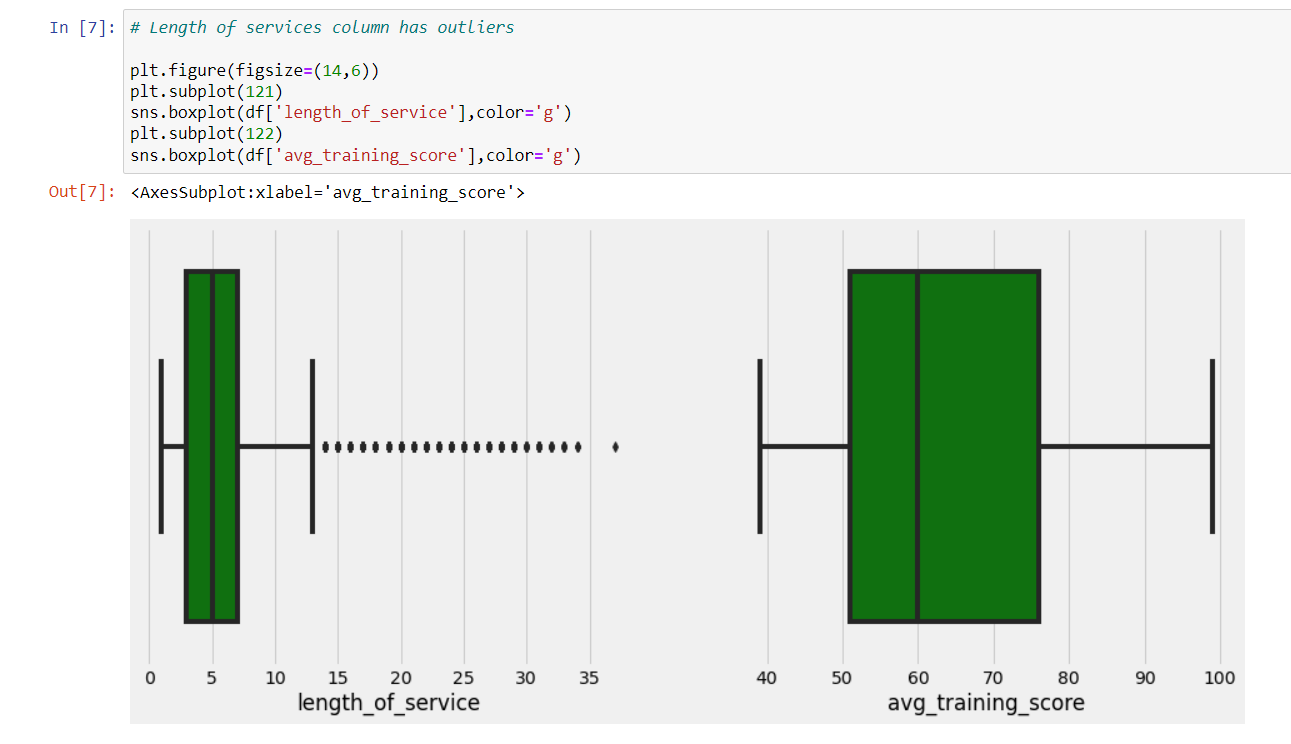 In [7]: # Length of services column has outliers
plt.figure(figsize=(14,6))
plt.subplot(121)
sns.boxplot(df['length_of_service'],color='g')
plt.subplot(122)
sns.boxplot(df['avg_training_score'],color='g')
Out[7]: <AxesSubplot:xlabel='avg_training_score'>
0 5 10 15 20 25 30 35
length_of_service
40 50 60 70 80 90 100
avg_training_score